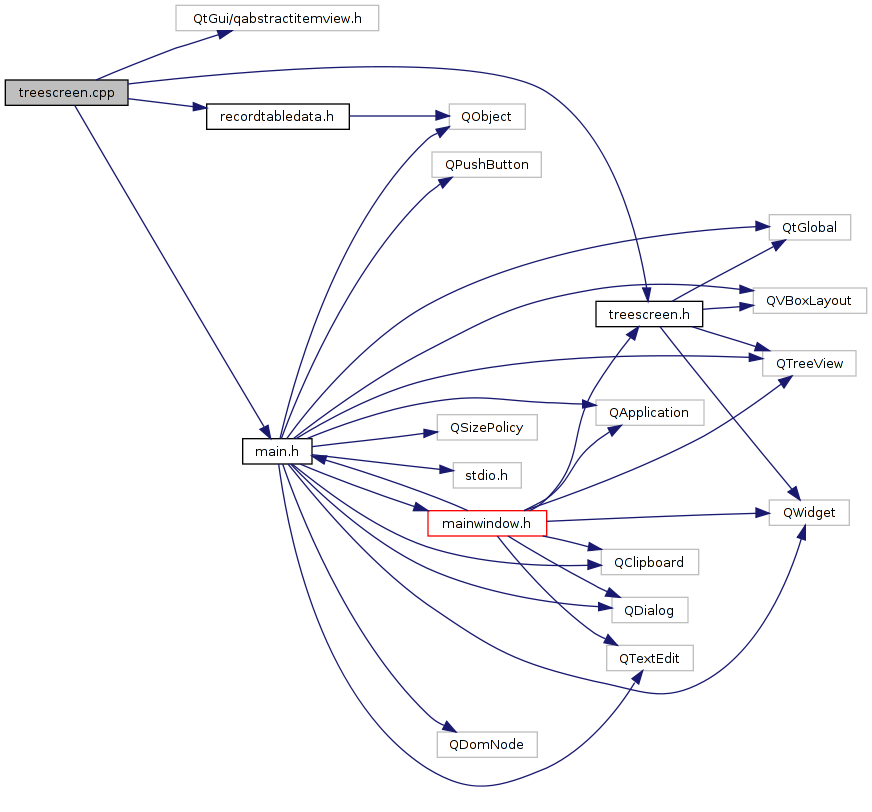 QtGui/qabstractitemview.h
treescreen.cpp
recordtabledata.h
QObject
QPushButton
QtGlobal
QVBoxLayout
treescreen.h
QTreeView
QApplication
QSizePolicy
main.h
stdio.h
QWidget
mainwindow.h
QClipboard
QDialog
QTextEdit
QDomNode